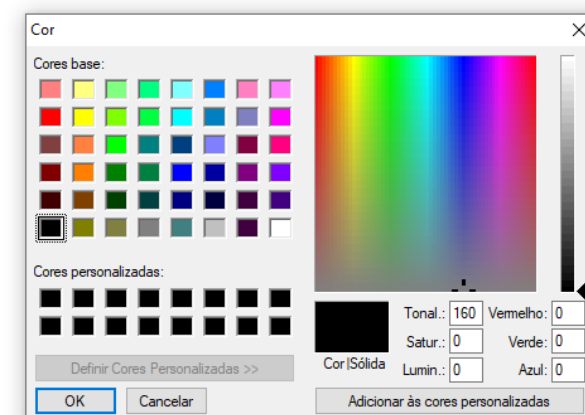 Cor
Cores base:
Cores personalizadas:
Definir Cores Personalizadas >>
OK Cancelar
Cor|Sólida
Tonal.: 160 Vermelho: 0
Satur.: 0 Verde: 0
Lumin.: 0 Azul: 0
Adicionar às cores personalizadas